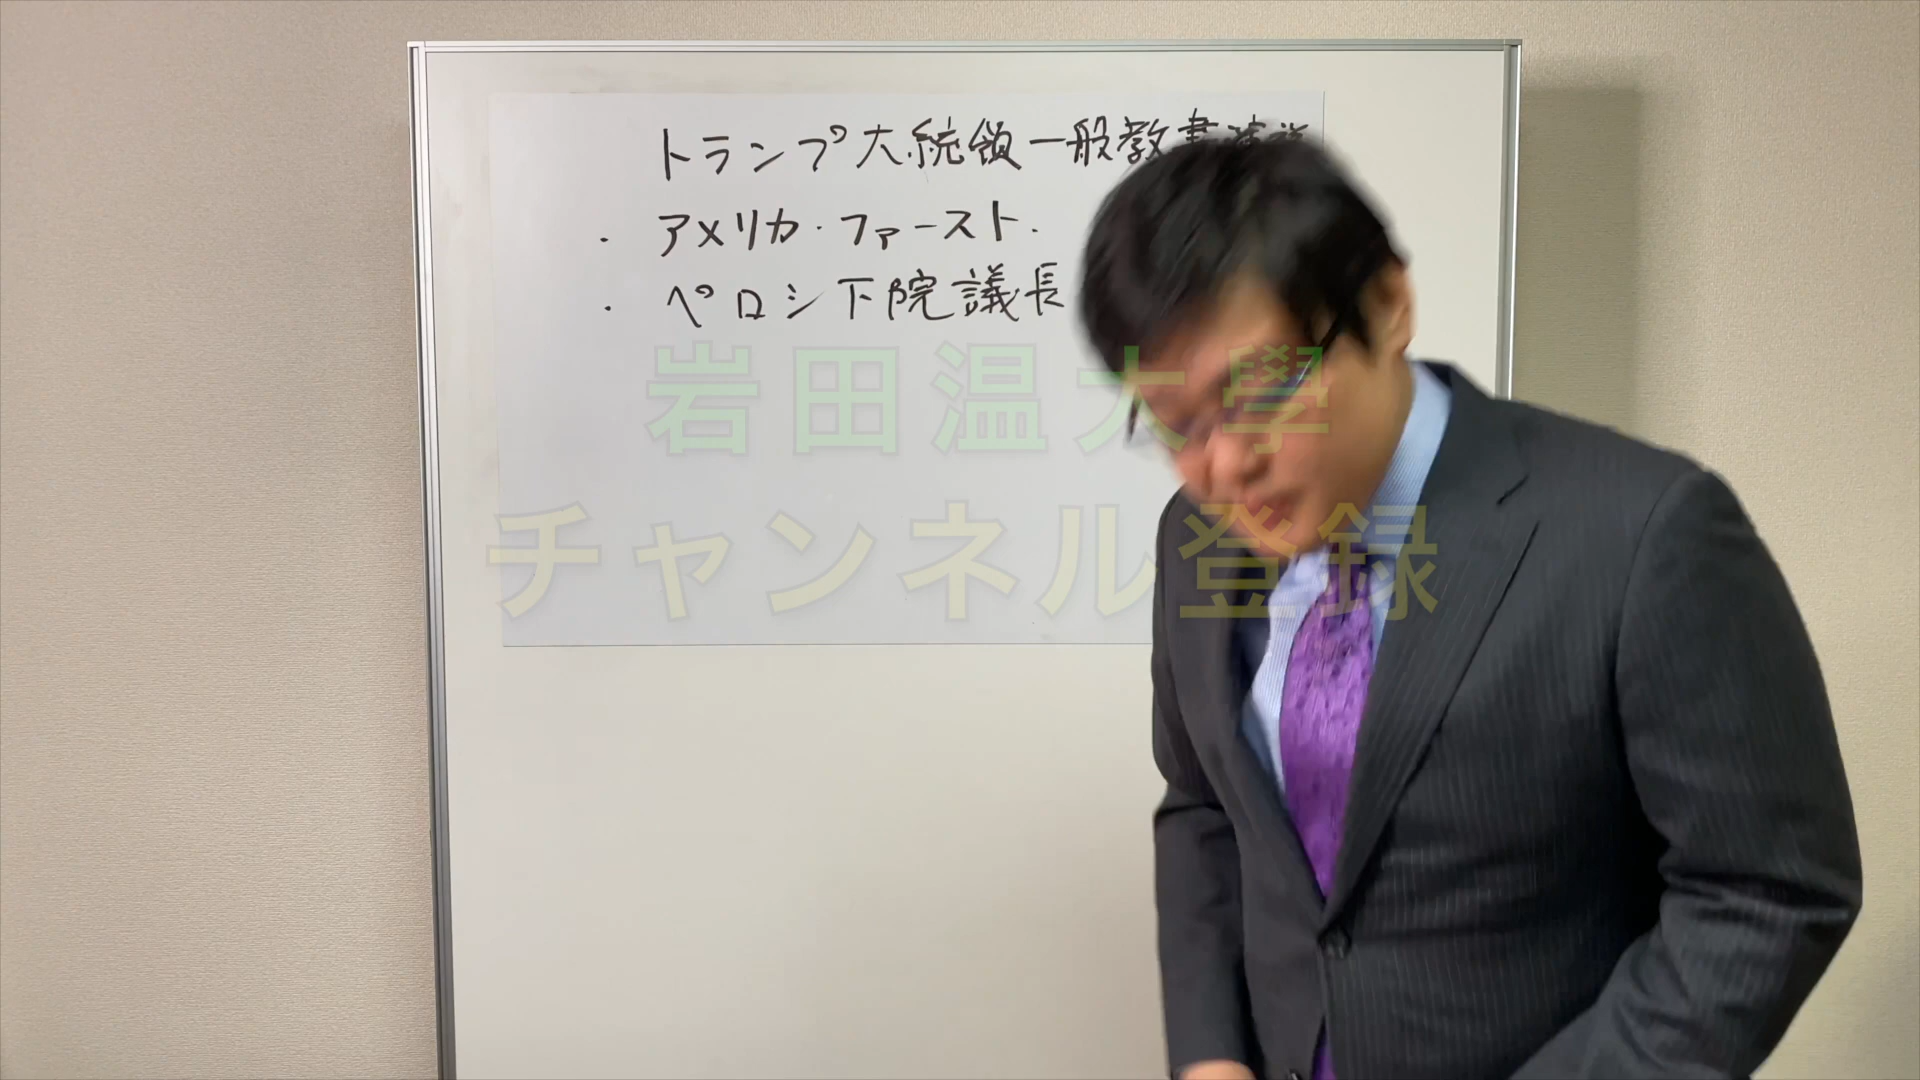 トランプ大統領一般教書演説
・ アメリカ・ファースト・
・ ペロシ下院議長
岩田温大學
チャンネル登録